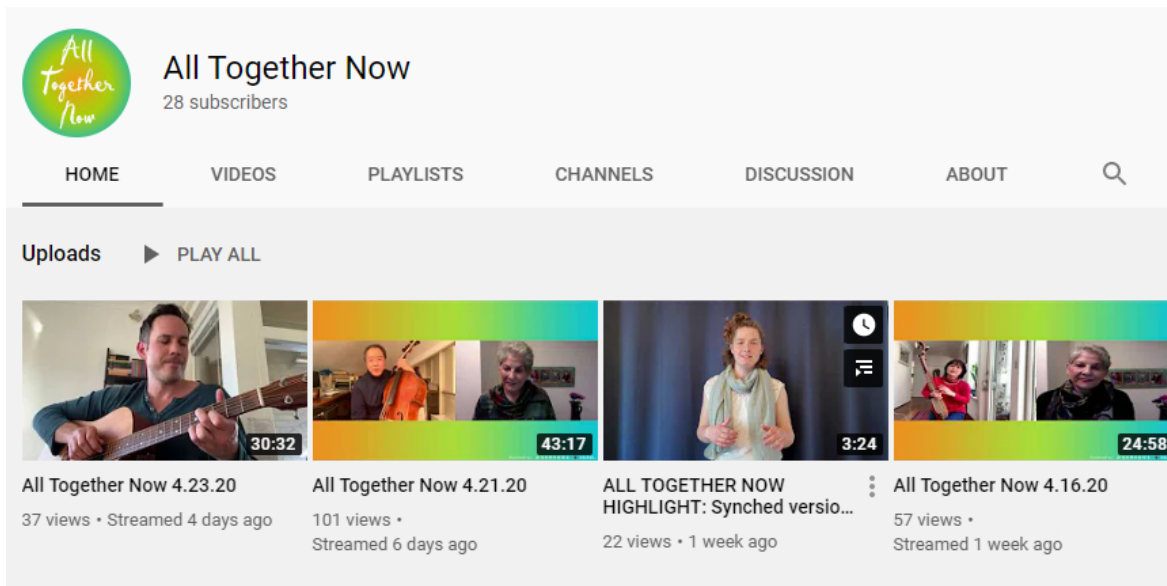 All
Together
Now
All Together Now
28 subscribers
HOME VIDEOS PLAYLISTS CHANNELS DISCUSSION ABOUT
Uploads PLAY ALL
30:32
43:17
3:24
24:58
All Together Now 4.23.20
37 views • Streamed 4 days ago
All Together Now 4.21.20
101 views •
Streamed 6 days ago
ALL TOGETHER NOW
HIGHLIGHT: Synched versio...
22 views • 1 week ago
All Together Now 4.16.20
57 views •
Streamed 1 week ago